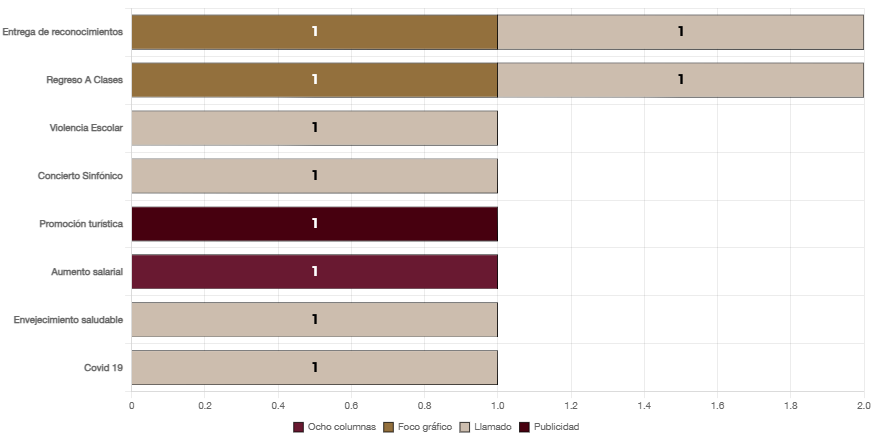 Entrega de reconocimientos 1 1
Regreso A Clases 1 1
Violencia Escolar 1
Concierto Sinfónico 1
Promoción turística 1
Aumento salarial 1
Envejecimiento saludable 1
Covid 19 1
0 0.2 0.4 0.6 0.8 1.0 1.2 1.4 1.6 1.8 2.0
Ocho columnas Foco gráfico Llamado Publicidad